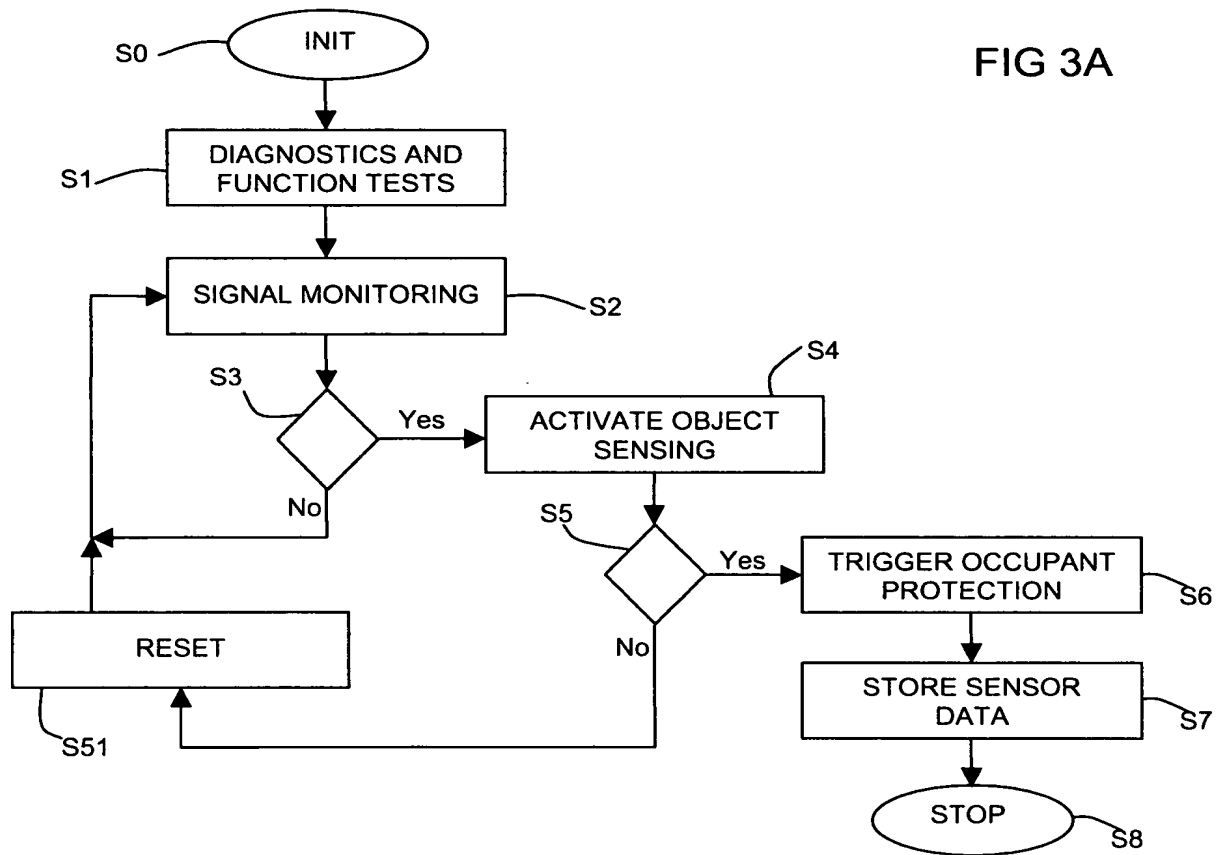 FIG 3A
S0
INIT
S1
DIAGNOSTICS AND
FUNCTION TESTS
SIGNAL MONITORING
S2
S3
Yes
No
S4
ACTIVATE OBJECT
SENSING
S5
Yes
No
TRIGGER OCCUPANT
PROTECTION
S6
RESET
S51
STORE SENSOR
DATA
S7
STOP
S8